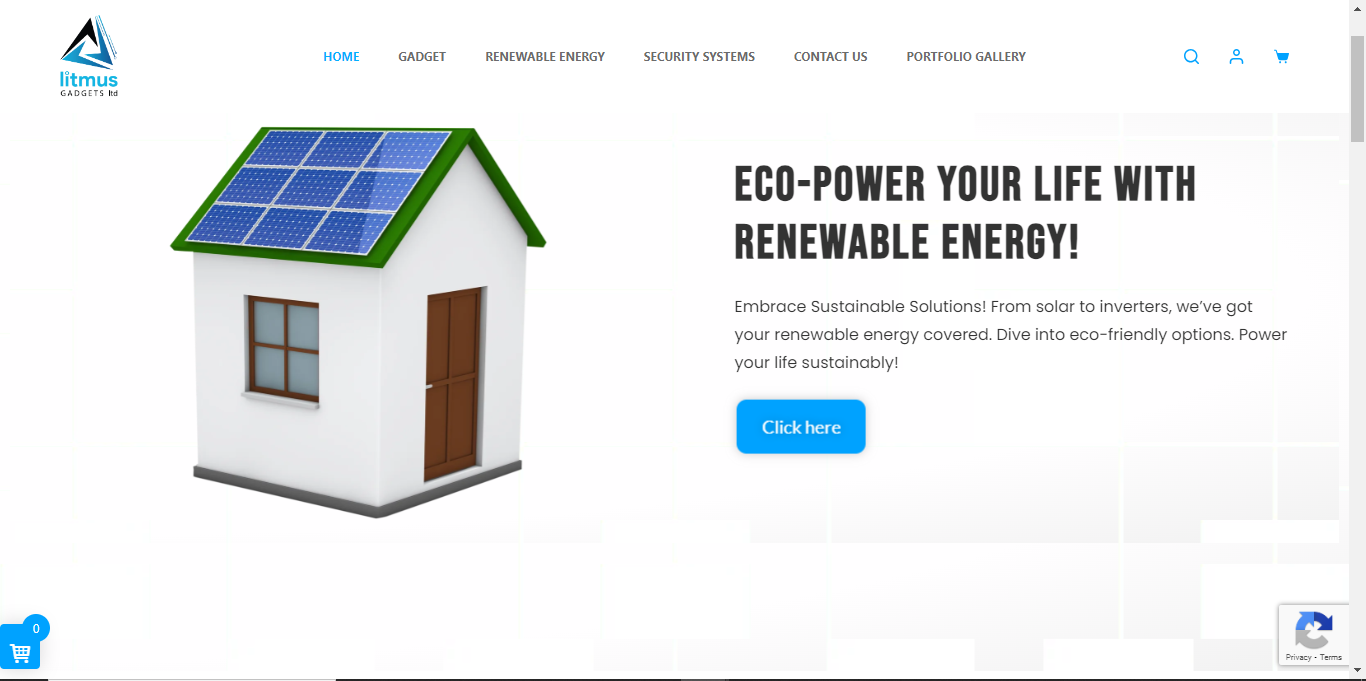 litmus
GADGETS ltd
HOME GADGET RENEWABLE ENERGY SECURITY SYSTEMS CONTACT US PORTFOLIO GALLERY
ECO-POWER YOUR LIFE WITH
RENEWABLE ENERGY!
Embrace Sustainable Solutions! From solar to inverters, we’ve got
your renewable energy covered. Dive into eco-friendly options. Power
your life sustainably!
Click here
0
Privacy - Terms